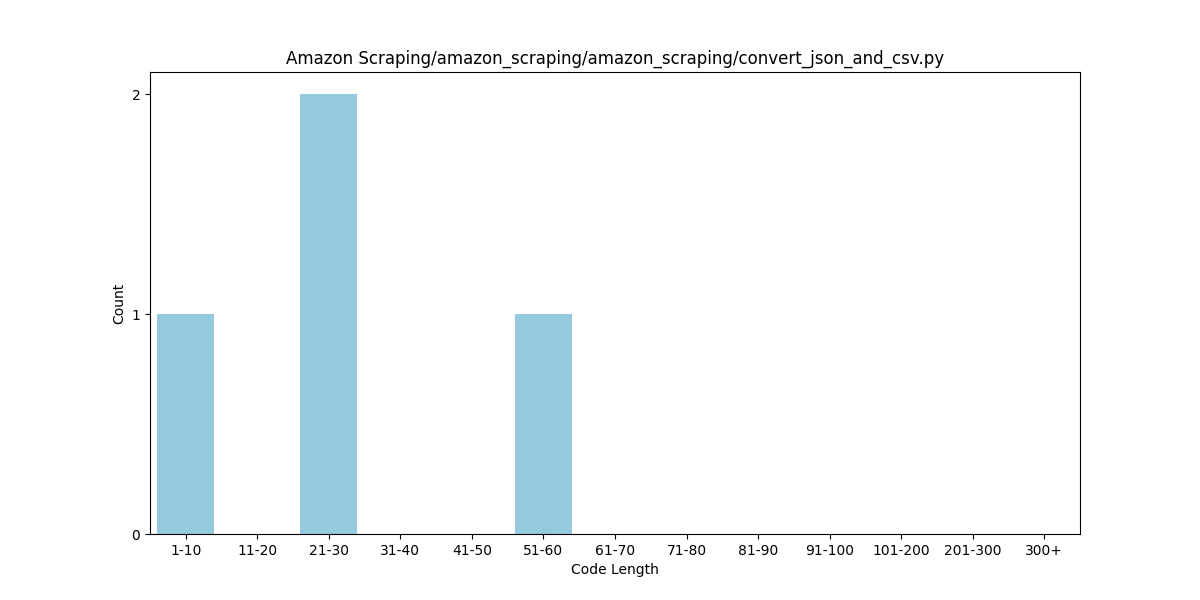 Amazon Scraping/amazon_scraping/amazon_scraping/convert_json_and_csv.py
Count
2
1
0
1-10 11-20 21-30 31-40 41-50 51-60 61-70 71-80 81-90 91-100 101-200 201-300 300+
Code Length